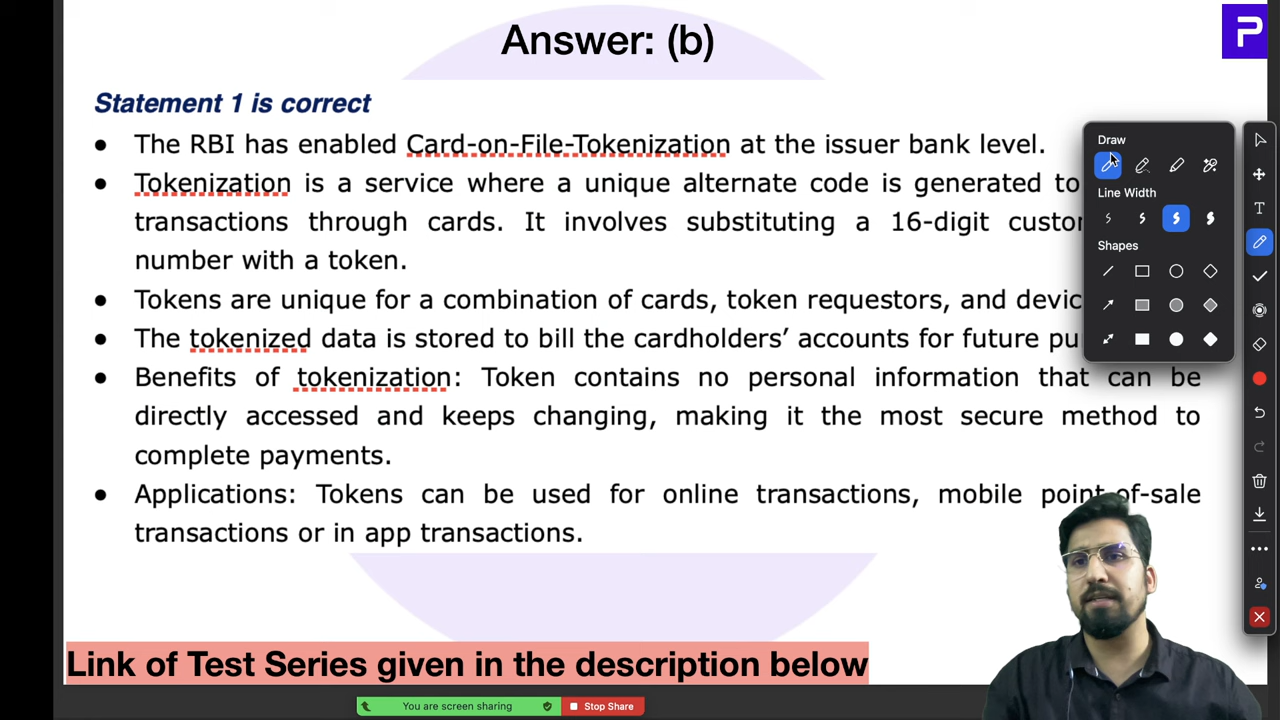 Answer: (b)
P
Statement 1 is correct
● The RBI has enabled Card-on-File-Tokenization at the issuer bank level.
● Tokenization is a service where a unique alternate code is generated to
transactions through cards. It involves substituting a 16-digit
number with a token.
● Tokens are unique for a combination of cards, token requestors, and
● The tokenized data is stored to bill the cardholders’ accounts for future
● Benefits of tokenization: Token contains no personal information that can be
directly accessed and keeps changing, making it the most secure method to
complete payments.
● Applications: Tokens can be used for online transactions, mobile point-of-sale
transactions or in app transactions.
Link of Test Series given in the description below
Draw
Line Width
Shapes
T
You are screen sharing
Stop Share